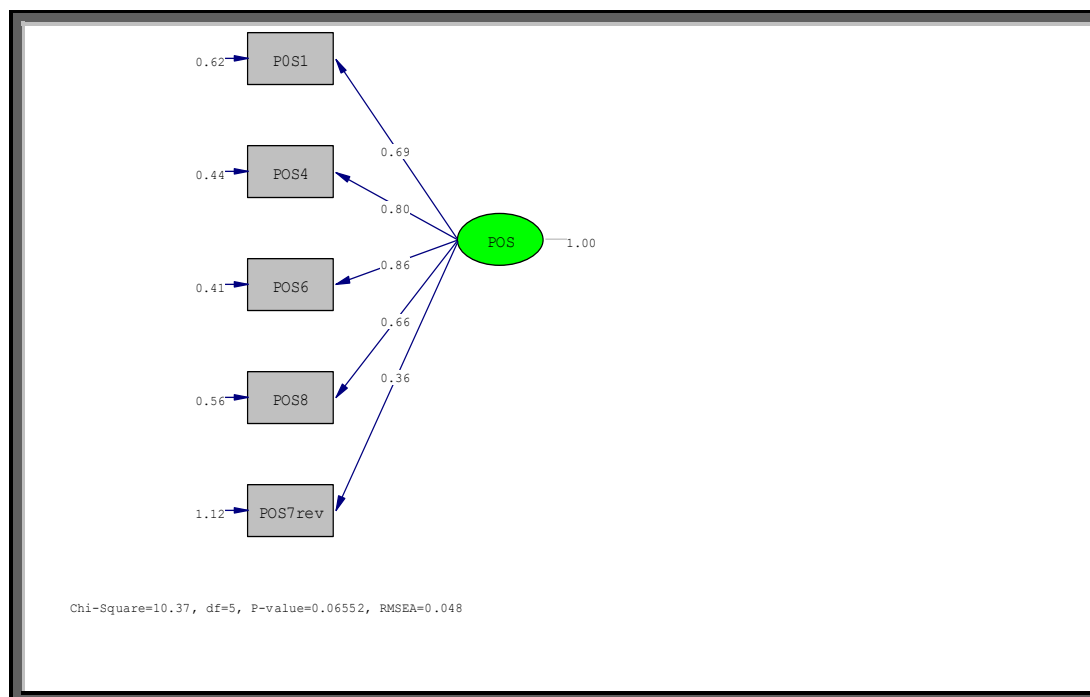 0.62 P0S1
0.69
0.44 POS4
0.80
POS 1.00
0.86
0.41 POS6
0.66
0.36
0.56 POS8
1.12 POS7rev
Chi-Square=10.37, df=5, P-value=0.06552, RMSEA=0.048